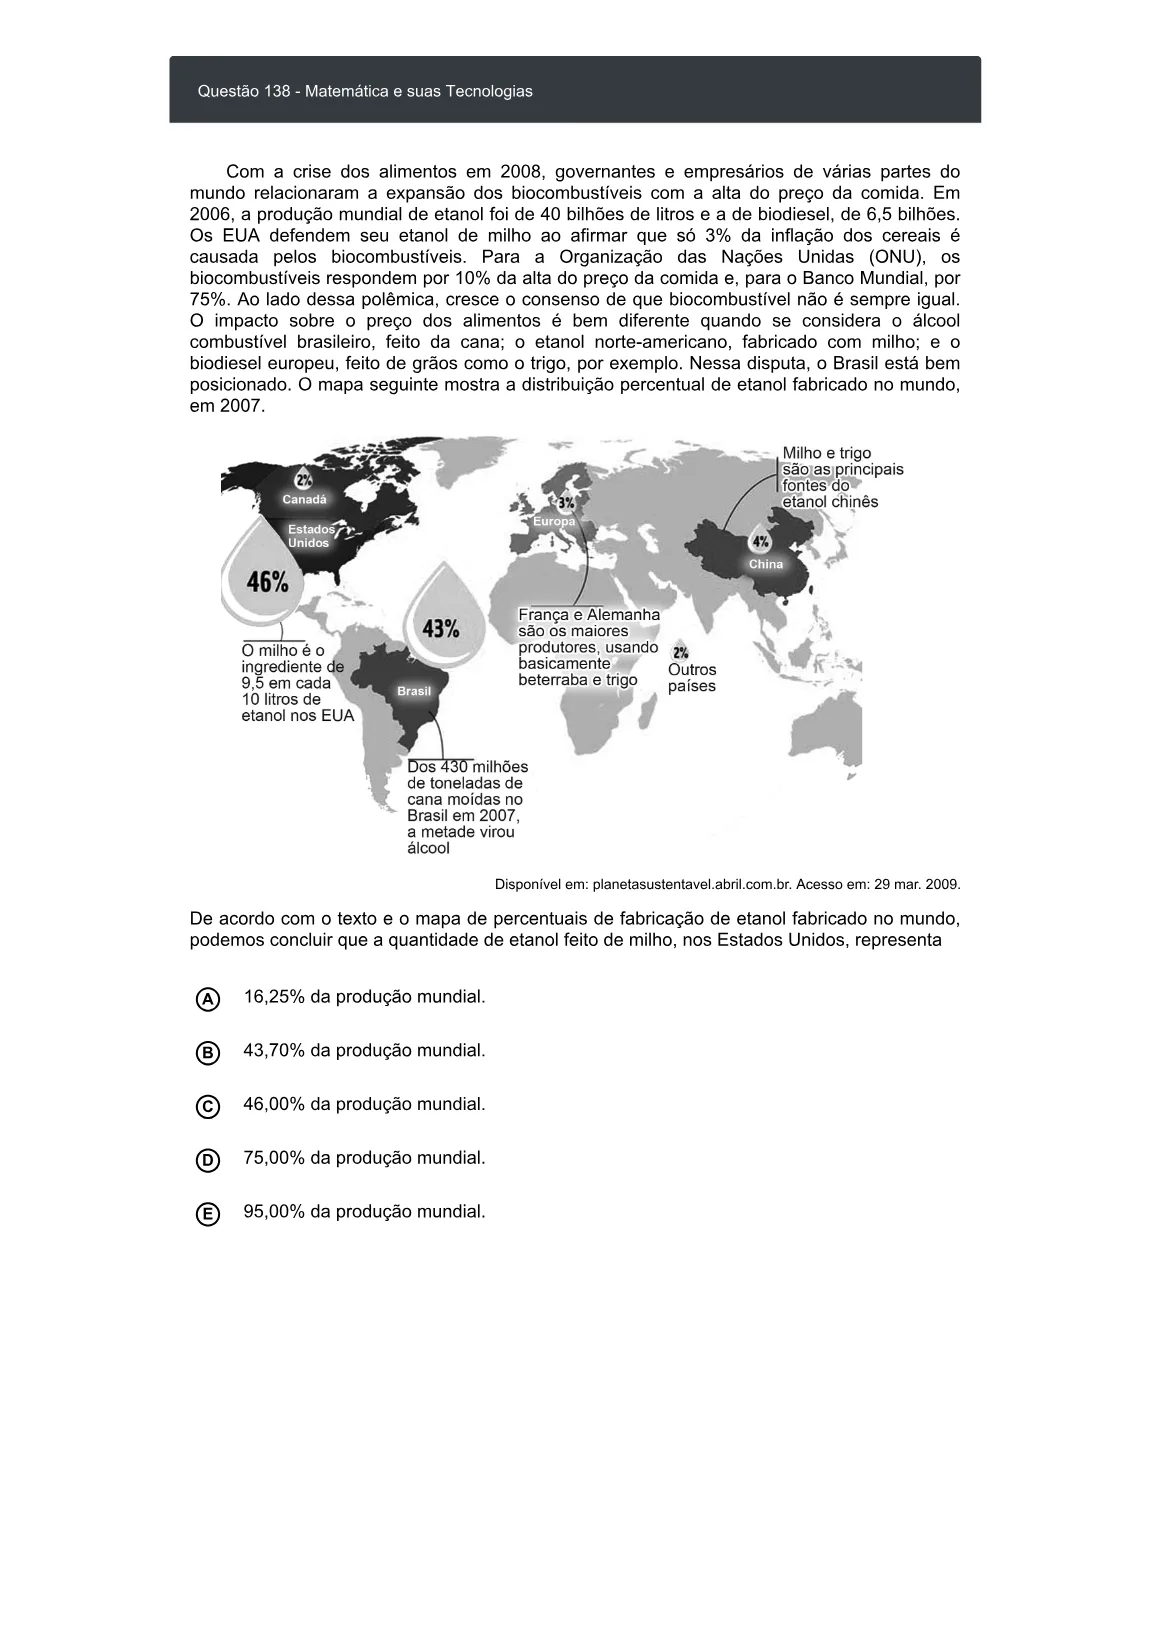 Questão 138 - Matemática e suas Tecnologias
Com a crise dos alimentos em 2008, governantes e empresários de várias partes do
mundo relacionaram a expansão dos biocombustíveis com a alta do preço da comida. Em
2006, a produção mundial de etanol foi de 40 bilhões de litros e a de biodiesel, de 6,5 bilhões.
Os EUA defendem seu etanol de milho ao afirmar que só 3% da inflação dos cereais é
causada pelos biocombustíveis. Para a Organização das Nações Unidas (ONU), os
biocombustíveis respondem por 10% da alta do preço da comida e, para o Banco Mundial, por
75%. Ao lado dessa polêmica, cresce o consenso de que biocombustível não é sempre igual.
O impacto sobre o preço dos alimentos é bem diferente quando se considera o álcool
combustível brasileiro, feito da cana; o etanol norte-americano, fabricado com milho; e o
biodiesel europeu, feito de grãos como o trigo, por exemplo. Nessa disputa, o Brasil está bem
posicionado. O mapa seguinte mostra a distribuição percentual de etanol fabricado no mundo,
em 2007.
Milho e trigo
são as principais
fontes do
etanol chinês
2%
Canadá
3%
Europa
Estados
Unidos
4%
China
46%
43%
França e Alemanha
são os maiores
produtores, usando
basicamente
beterraba e trigo
2%
Outros
países
O milho é o
ingrediente de
9,5 em cada
10 litros de
etanol nos EUA
Brasil
Dos 430 milhões
de toneladas de
cana moídas no
Brasil em 2007,
a metade virou
álcool
Disponível em: planetasustentavel.abril.com.br. Acesso em: 29 mar. 2009.
De acordo com o texto e o mapa de percentuais de fabricação de etanol fabricado no mundo,
podemos concluir que a quantidade de etanol feito de milho, nos Estados Unidos, representa
A 16,25% da produção mundial.
B 43,70% da produção mundial.
C 46,00% da produção mundial.
D 75,00% da produção mundial.
E 95,00% da produção mundial.